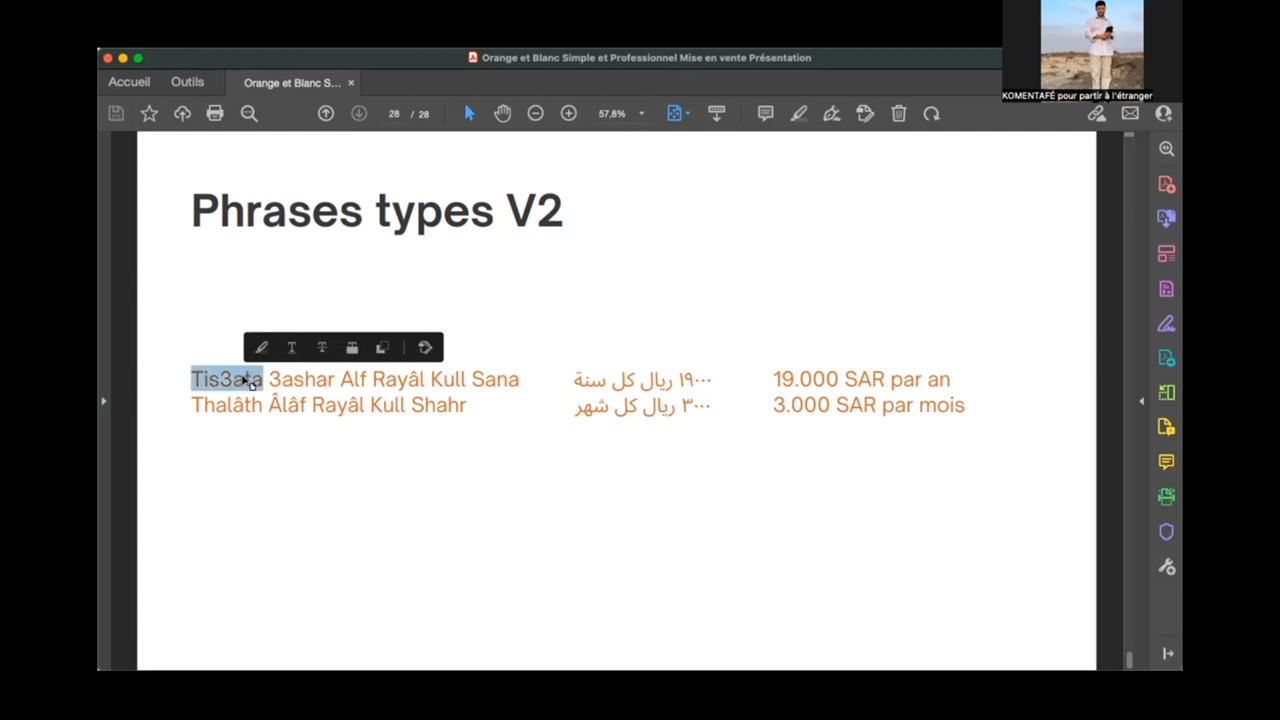 KOMENTAFÉ pour partir à l'étranger
Orange et Blanc Simple et Professionnel Mise en vente Présentation
Accueil Outils Orange et Blanc S... ×
28 / 28 57,8%
Phrases types V2
Tis3ata 3ashar Alf Rayâl Kull Sana ١٩٠٠٠ ريال كل سنة 19.000 SAR par an
Thalâth Âlâf Rayâl Kull Shahr ٣٠٠٠ ريال كل شهر 3.000 SAR par mois